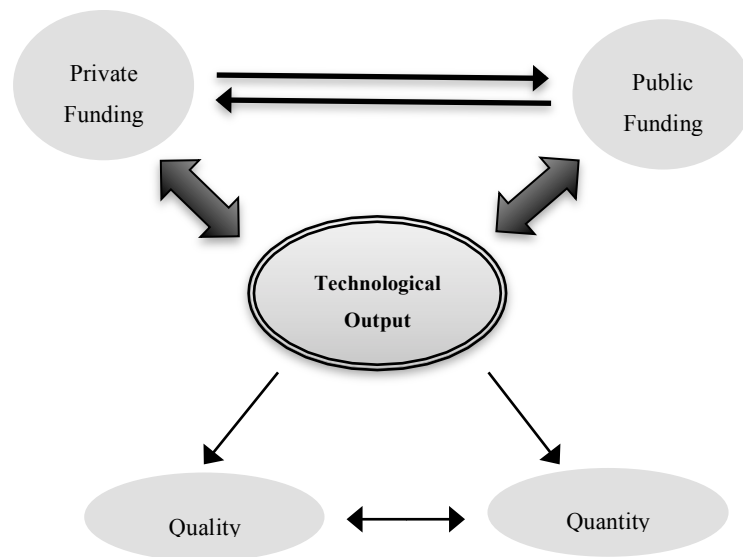 Private
Funding
Public
Funding
Technological
Output
Quality
Quantity